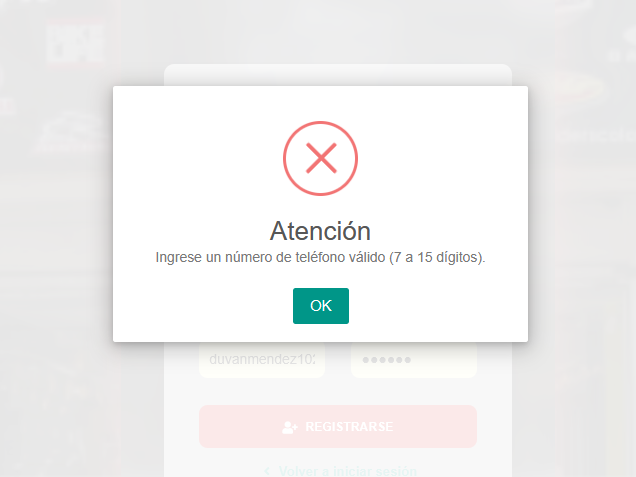 Atención
Ingrese un número de teléfono válido (7 a 15 dígitos).
OK
duvanmendez10
••••••
REGISTRARSE
Volver a iniciar sesión